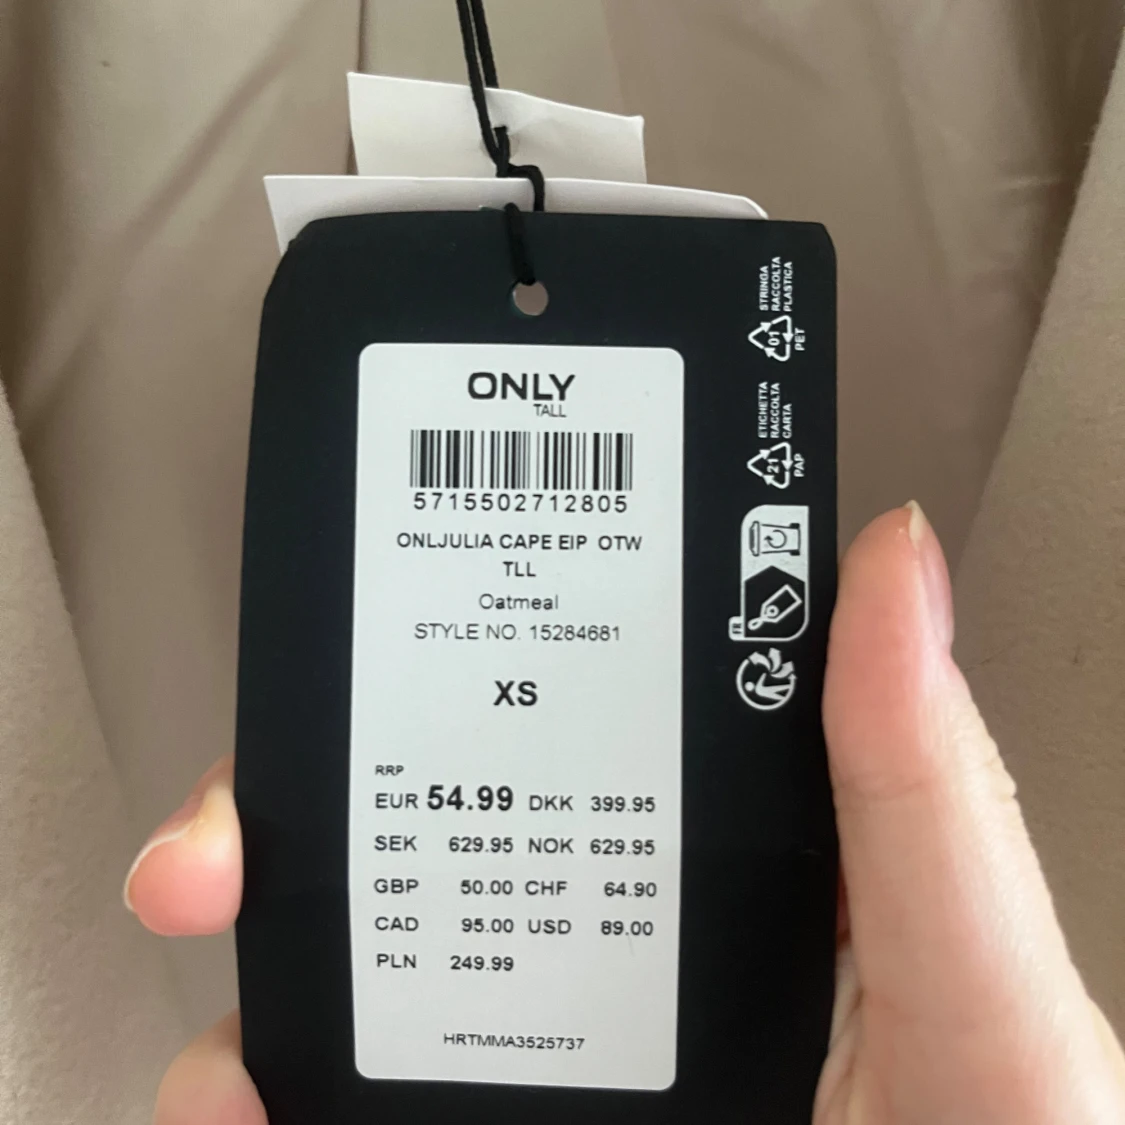 ONLY
TALL
5715502712805
ONLJULIA CAPE EIP OTW
TLL
Oatmeal
STYLE NO. 15284681
XS
RRP
EUR 54.99 DKK 399.95
SEK 629.95 NOK 629.95
GBP 50.00 CHF 64.90
CAD 95.00 USD 89.00
PLN 249.99
HRTMMA3525737
STRINGA
RACCOLTA
PLASTICA
01
PET
ETICHETTA
RACCOLTA
CARTA
21
PAP
FR